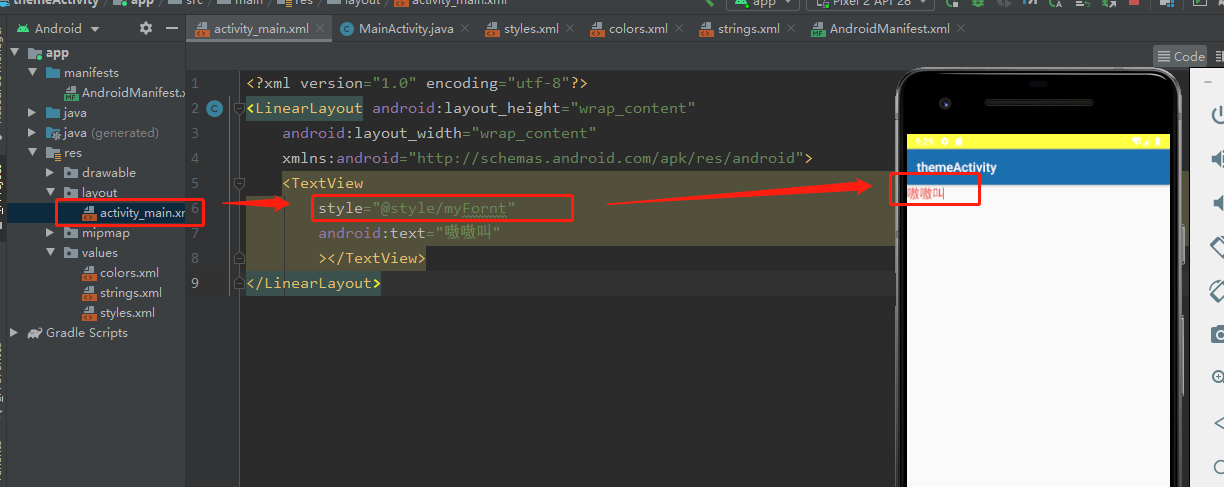 themeActivity app src main res layout activity_main.xml
app Pixel 2 API 28
Android
activity_main.xml MainActivity.java styles.xml colors.xml strings.xml AndroidManifest.xml
Code
app
manifests
AndroidManifest.x
java
java (generated)
res
drawable
layout
activity_main.xm
mipmap
values
colors.xml
strings.xml
styles.xml
Gradle Scripts
1 <?xml version="1.0" encoding="utf-8"?>
2 <LinearLayout android:layout_height="wrap_content"
3 android:layout_width="wrap_content"
4 xmlns:android="http://schemas.android.com/apk/res/android">
5 <TextView
6 style="@style/myFornt"
7 android:text="嗷嗷叫"
8 ></TextView>
9 </LinearLayout>
themeActivity
嗷嗷叫